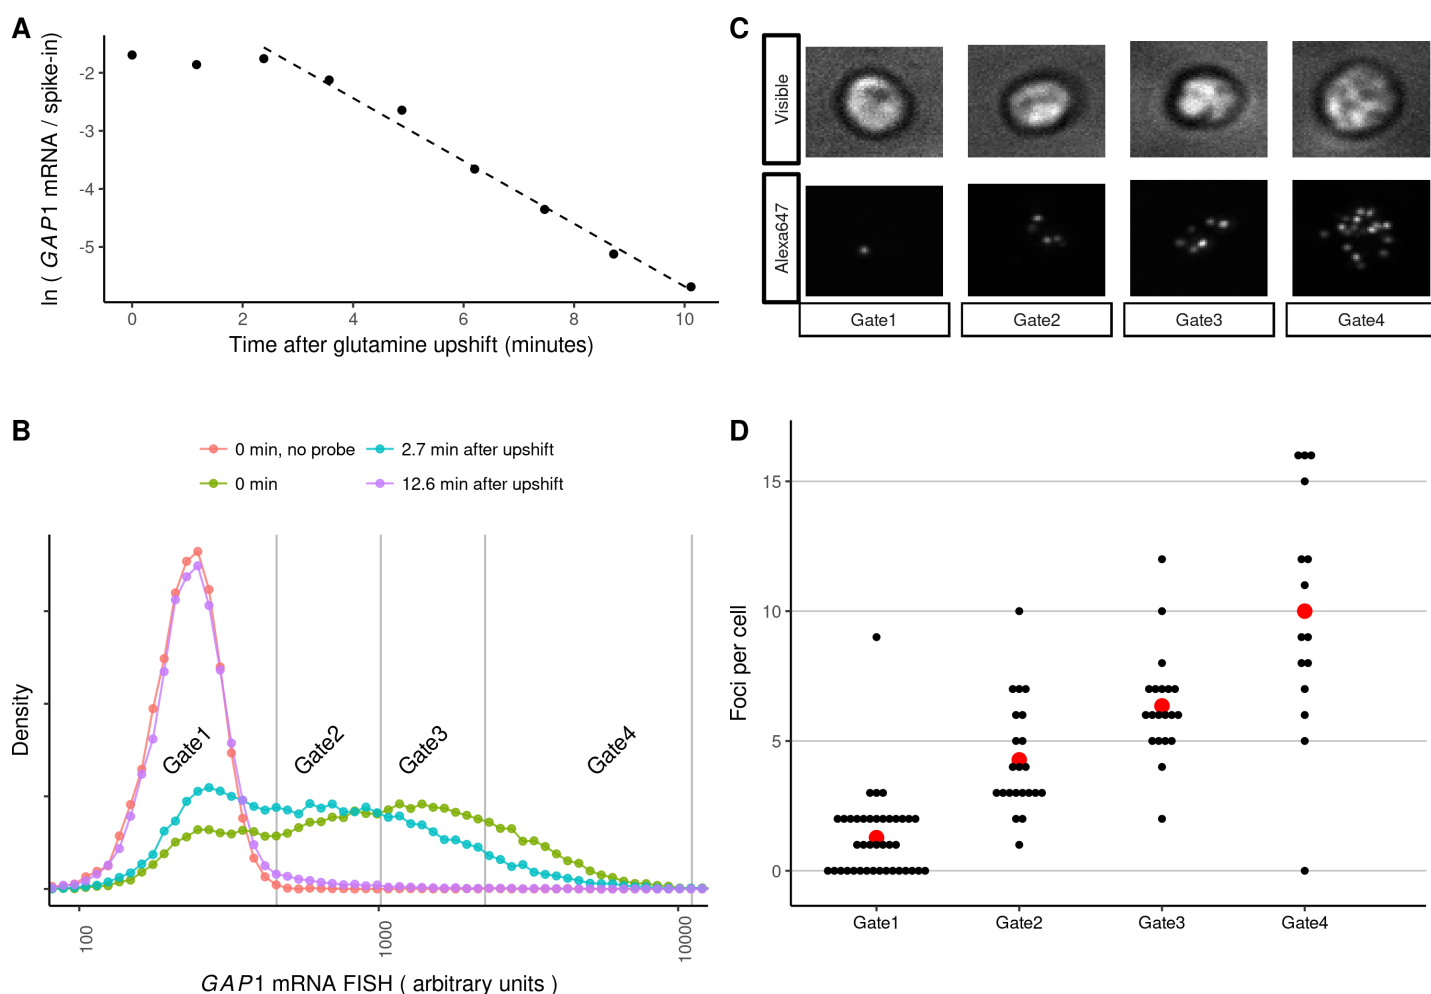 A
ln ( GAP1 mRNA / spike-in)
-2
-3
-4
-5
0 2 4 6 8 10
Time after glutamine upshift (minutes)
C
Visible
Alexa647
Gate1 Gate2 Gate3 Gate4
B
0 min, no probe 2.7 min after upshift
0 min 12.6 min after upshift
Density
Gate1 Gate2 Gate3 Gate4
100 1000 10000
GAP1 mRNA FISH ( arbitrary units )
D
Foci per cell
15
10
5
0
Gate1 Gate2 Gate3 Gate4